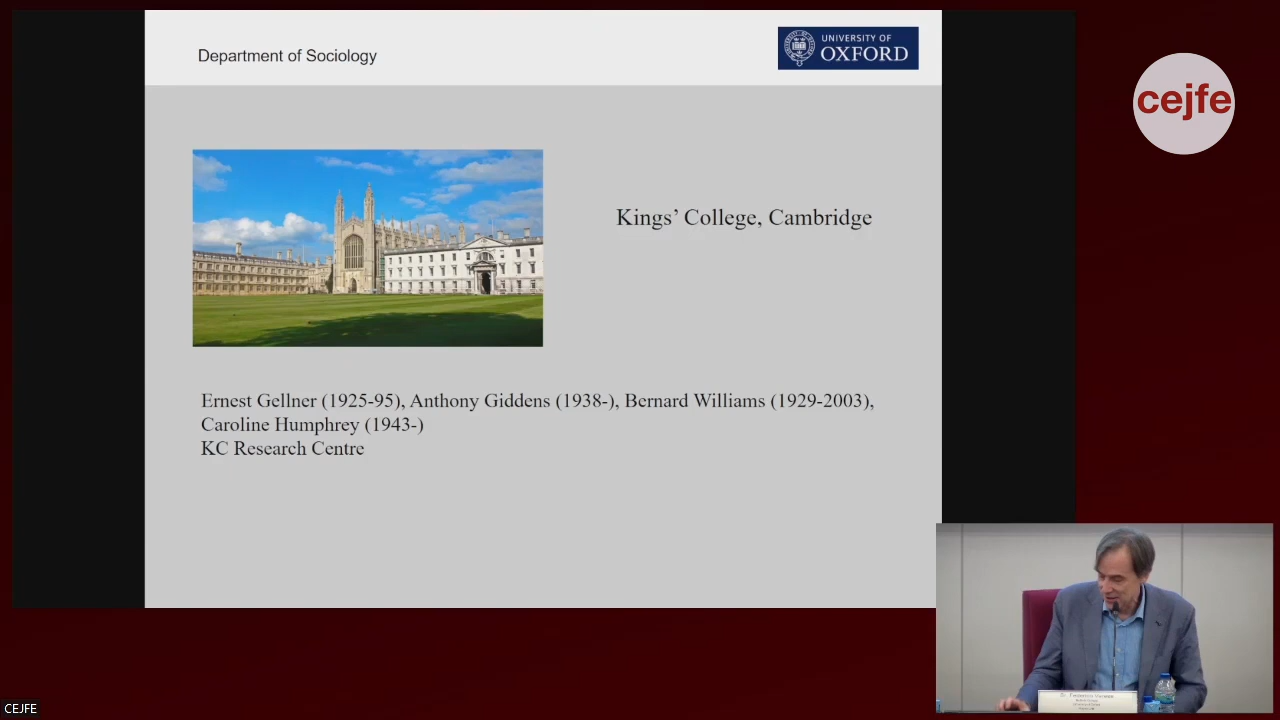 Department of Sociology
UNIVERSITY OF
OXFORD
cejfe
Kings' College, Cambridge
Ernest Gellner (1925-95), Anthony Giddens (1938-), Bernard Williams (1929-2003),
Caroline Humphrey (1943-)
KC Research Centre
CEJFE